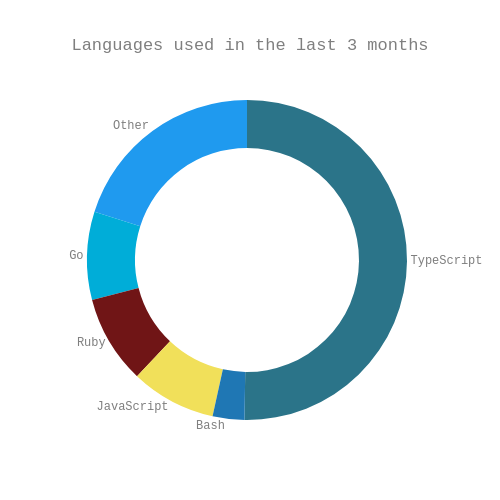 Languages used in the last 3 months
Other
TypeScript
Go
Ruby
JavaScript
Bash